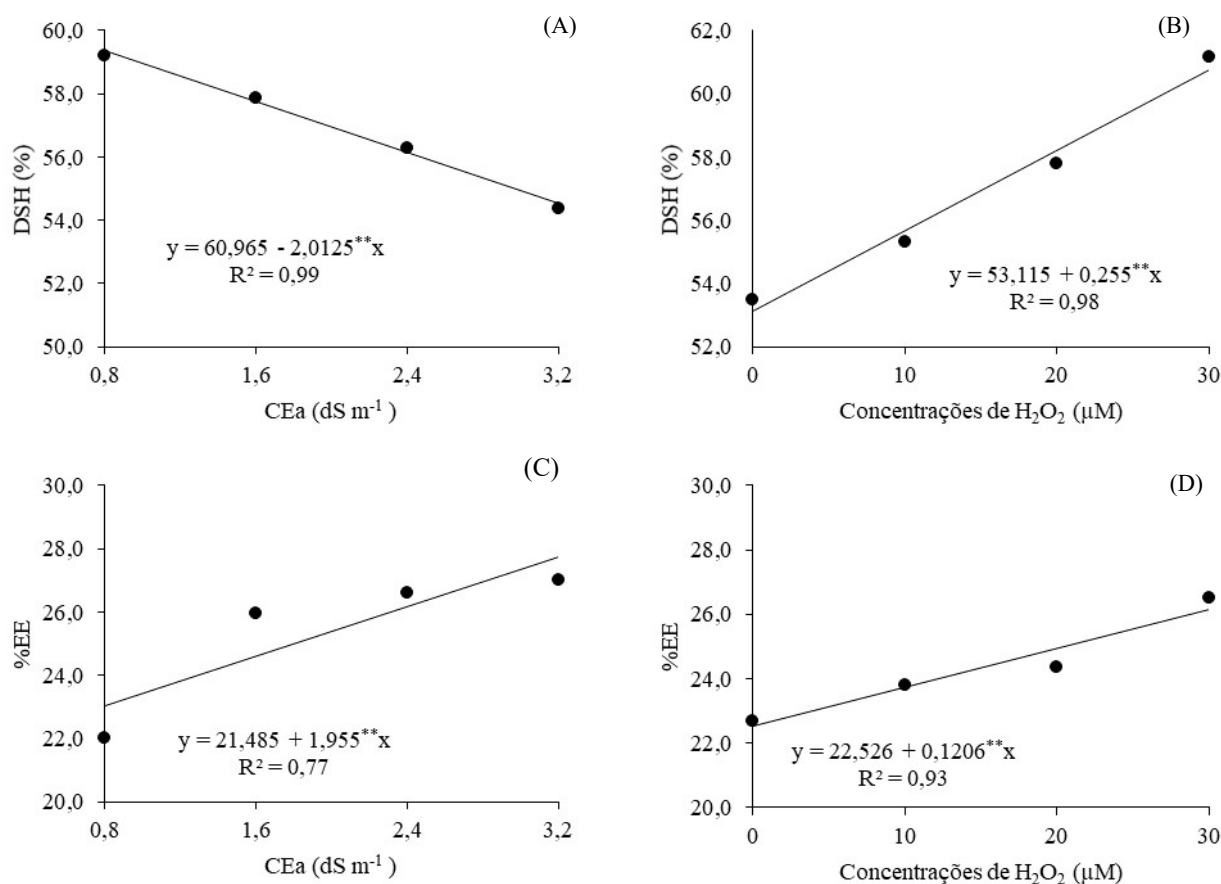 (A)
60,0
58,0
56,0
54,0
52,0
50,0
DSH (%)
y = 60,965 - 2,0125**x
R² = 0,99
0,8 1,6 2,4 3,2
CEa (dS m⁻¹ )
(B)
62,0
60,0
58,0
56,0
54,0
52,0
DSH (%)
y = 53,115 + 0,255**x
R² = 0,98
0 10 20 30
Concentrações de H₂O₂ (μM)
(C)
30,0
28,0
26,0
24,0
22,0
20,0
%EE
y = 21,485 + 1,955**x
R² = 0,77
0,8 1,6 2,4 3,2
CEa (dS m⁻¹ )
(D)
30,0
28,0
26,0
24,0
22,0
20,0
%EE
y = 22,526 + 0,1206**x
R² = 0,93
0 10 20 30
Concentrações de H₂O₂ (μM)